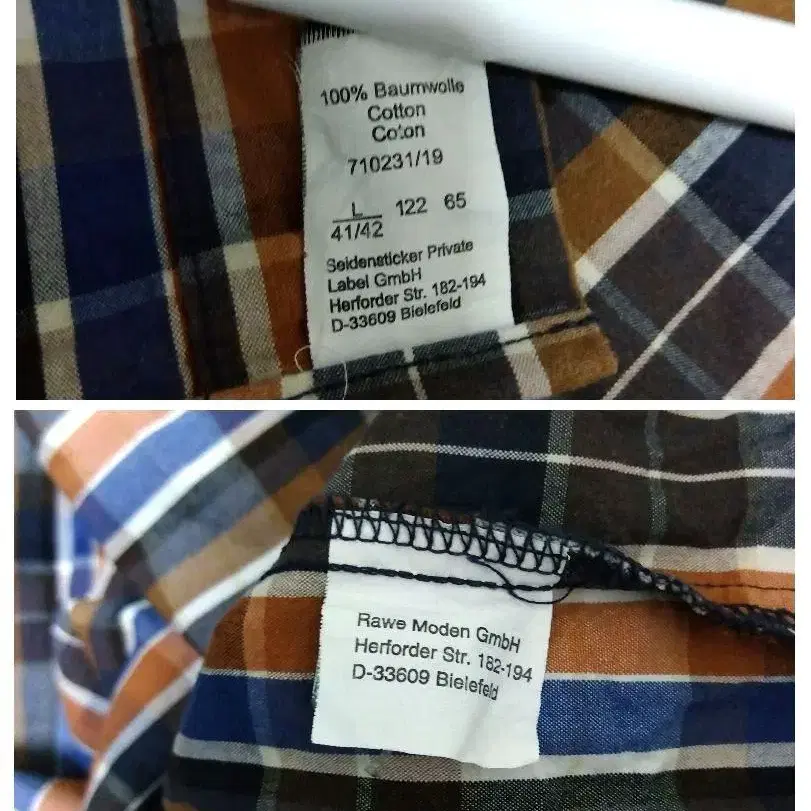 100% Baumwolle
Cotton
Coton
710231/19
L 122 65
41/42
Seidensticker Private
Label GmbH
Herforder Str. 182-194
D-33609 Bielefeld
Rawe Moden GmbH
Herforder Str. 182-194
D-33609 Bielefeld